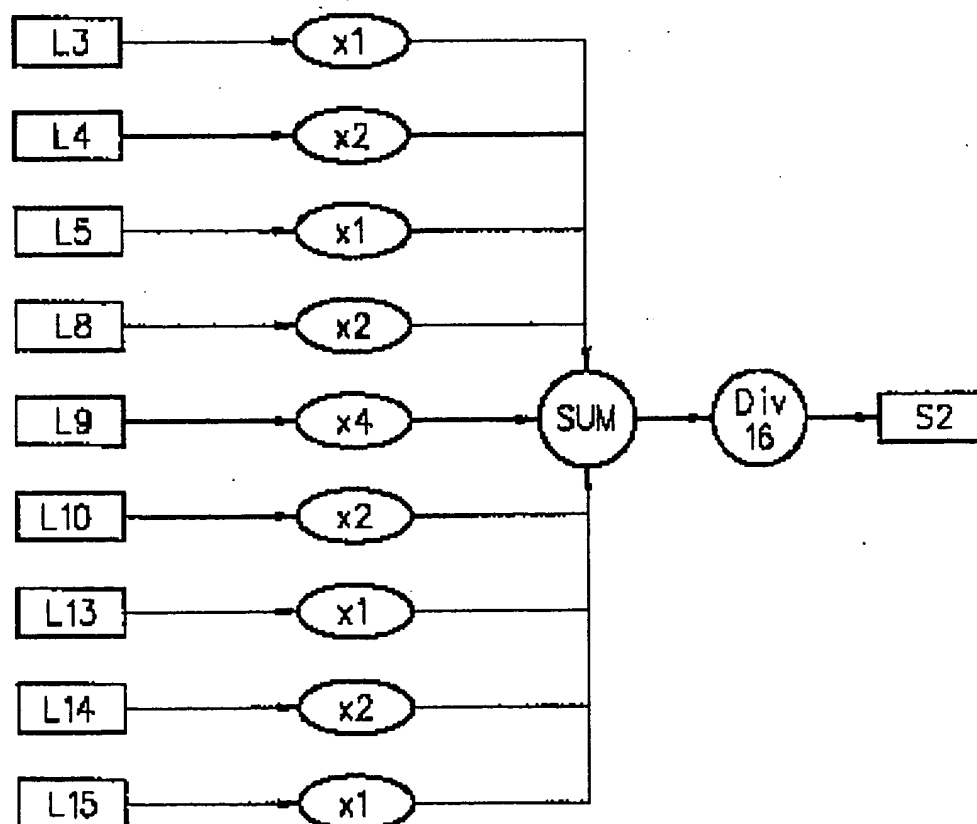 L3 x1
L4 x2
L5 x1
L8 x2
L9 x4 SUM Div 16 S2
L10 x2
L13 x1
L14 x2
L15 x1